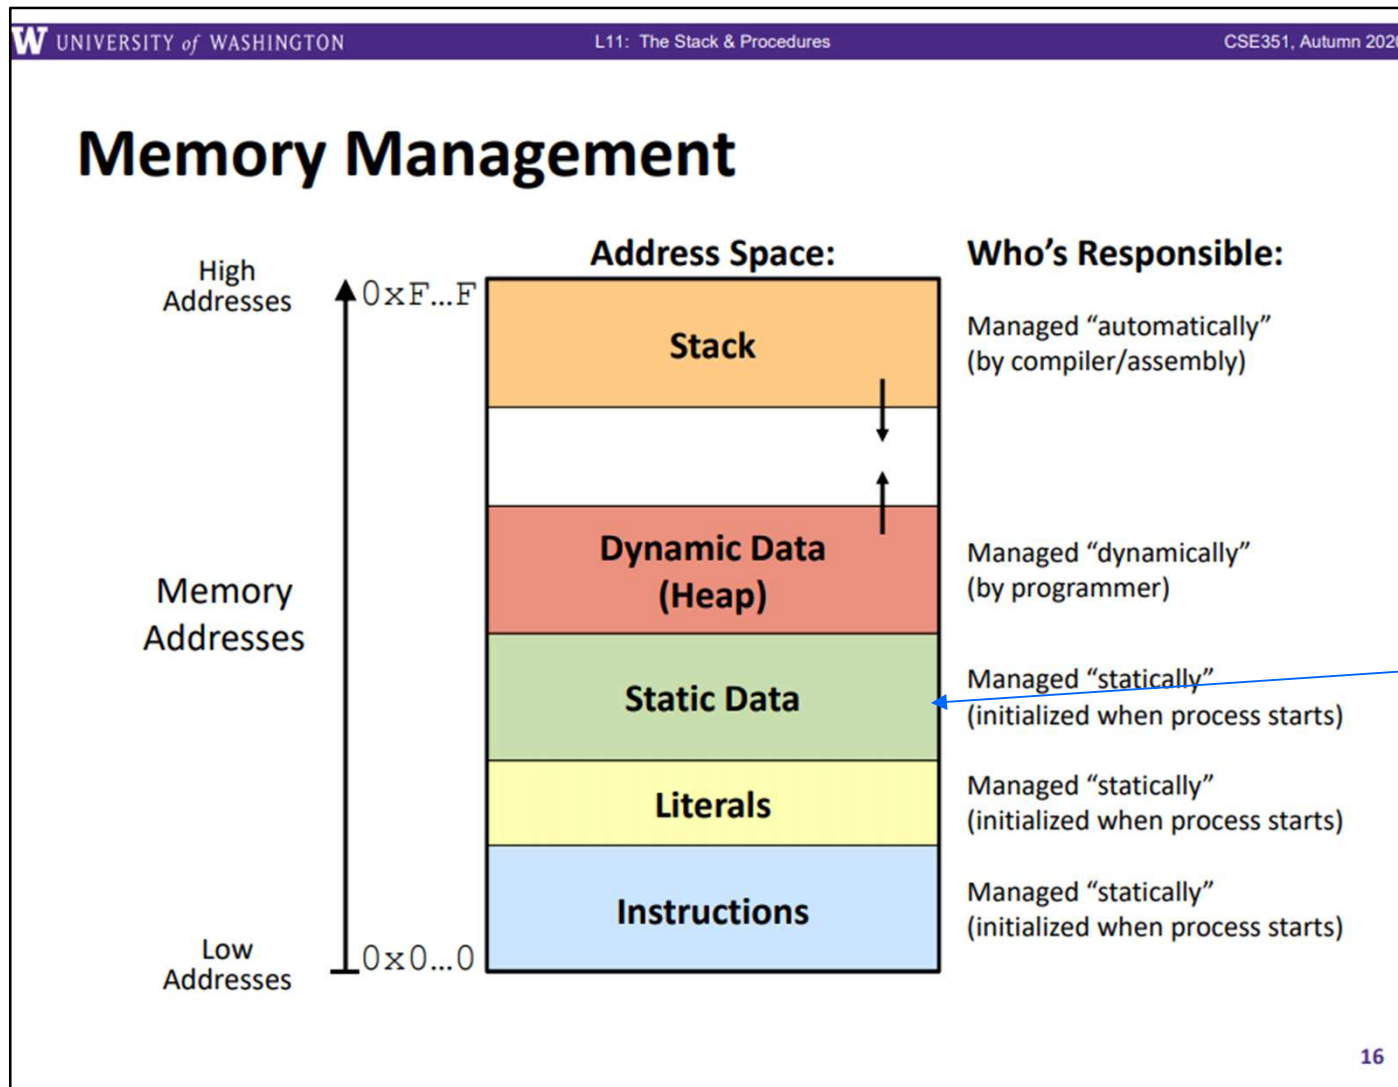 W UNIVERSITY of WASHINGTON
L11: The Stack & Procedures
CSE351, Autumn 2020
Memory Management
Address Space:
Who's Responsible:
High
Addresses
0xF…F
Stack
Managed “automatically”
(by compiler/assembly)
Memory
Addresses
Dynamic Data
(Heap)
Managed “dynamically”
(by programmer)
Static Data
Managed “statically”
(initialized when process starts)
Literals
Managed “statically”
(initialized when process starts)
Instructions
Managed “statically”
(initialized when process starts)
Low
Addresses
0x0…0
16